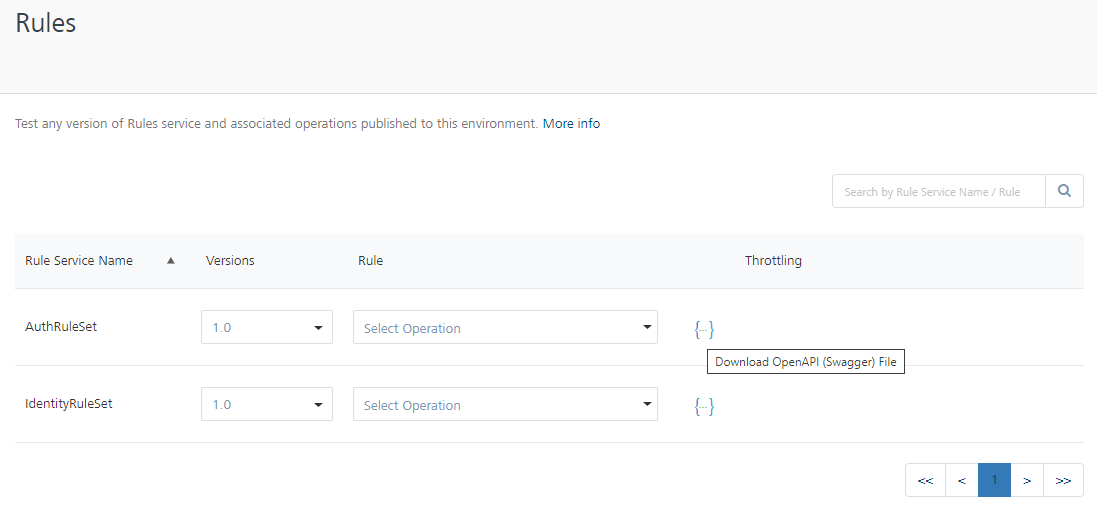 Rules
Test any version of Rules service and associated operations published to this environment. More info
Search by Rule Service Name / Rule
Rule Service Name ▲ Versions Rule Throttling
AuthRuleSet 1.0 Select Operation {...}
Download OpenAPI (Swagger) File
IdentityRuleSet 1.0 Select Operation {...}
<< < 1 > >>